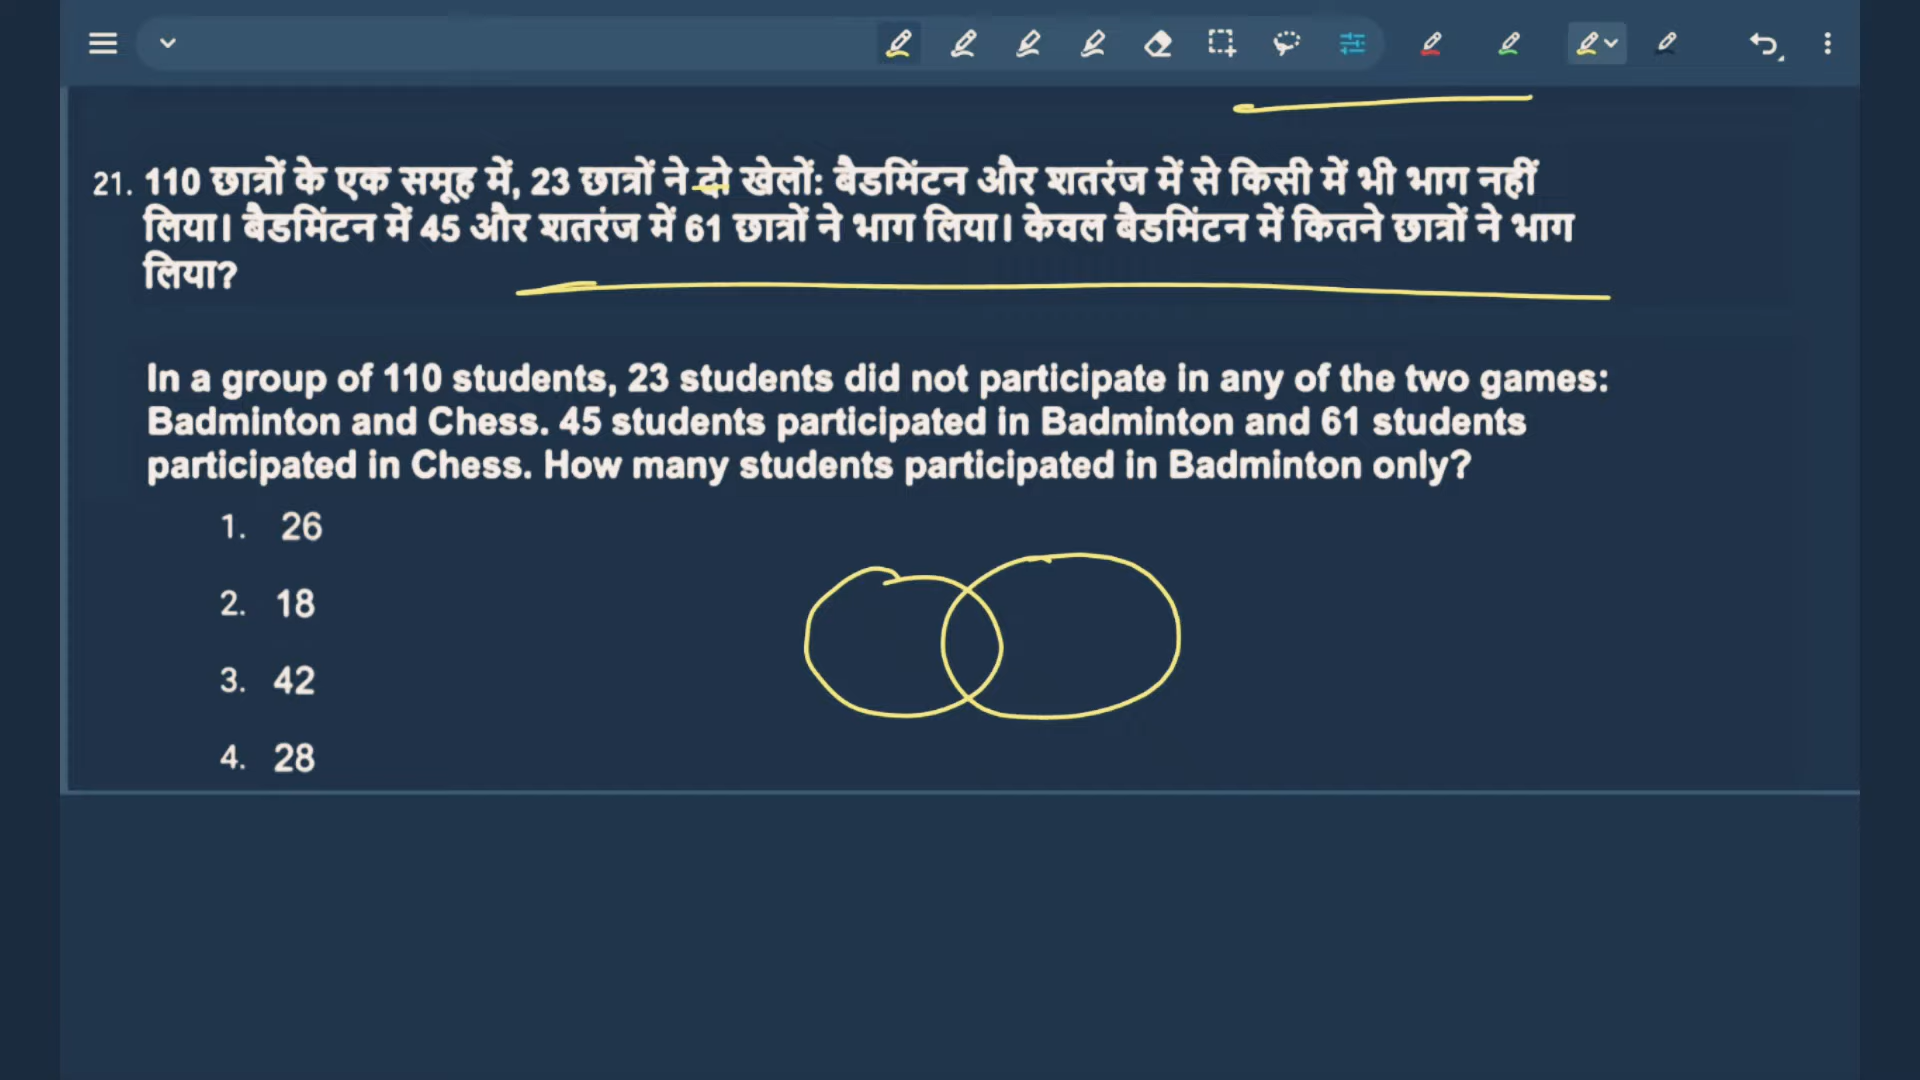 21. 110 छात्रों के एक समूह में, 23 छात्रों ने दो खेलों: बैडमिंटन और शतरंज में से किसी में भी भाग नहीं
लिया। बैडमिंटन में 45 और शतरंज में 61 छात्रों ने भाग लिया। केवल बैडमिंटन में कितने छात्रों ने भाग
लिया?
In a group of 110 students, 23 students did not participate in any of the two games:
Badminton and Chess. 45 students participated in Badminton and 61 students
participated in Chess. How many students participated in Badminton only?
1. 26
2. 18
3. 42
4. 28